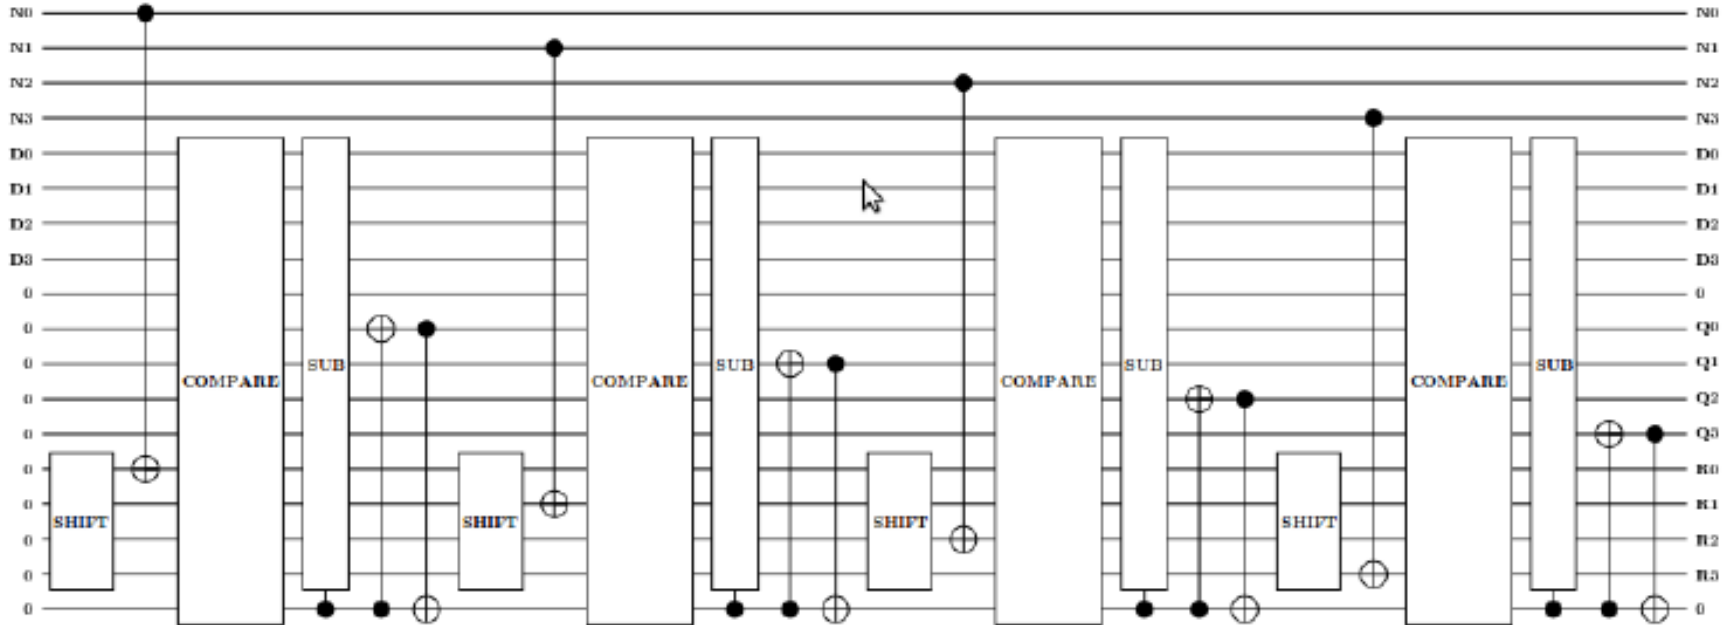 N0 N0
N1 N1
N2 N2
N3 N3
D0 D0
D1 D1
D2 D2
D3 D3
0 0
0 Q0
0 SUB SUB SUB SUB Q1
COMPARE COMPARE COMPARE COMPARE
0 Q2
0 Q3
0 R0
0 R1
SHIFT SHIFT SHIFT SHIFT
0 R2
0 R3
0 0